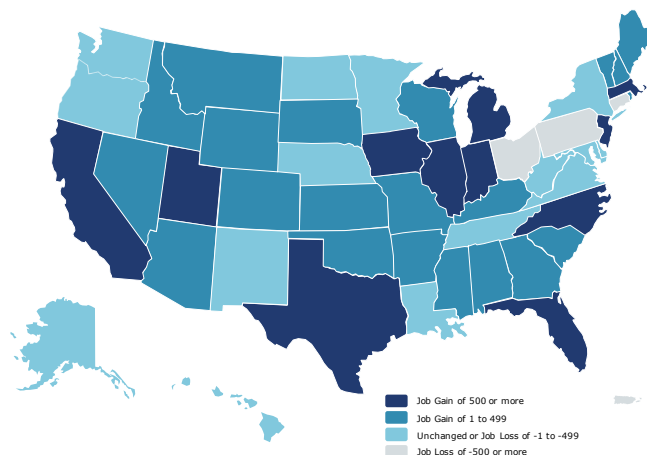 Job Gain of 500 or more
Job Gain of 1 to 499
Unchanged or Job Loss of -1 to -499
Job Loss of -500 or more